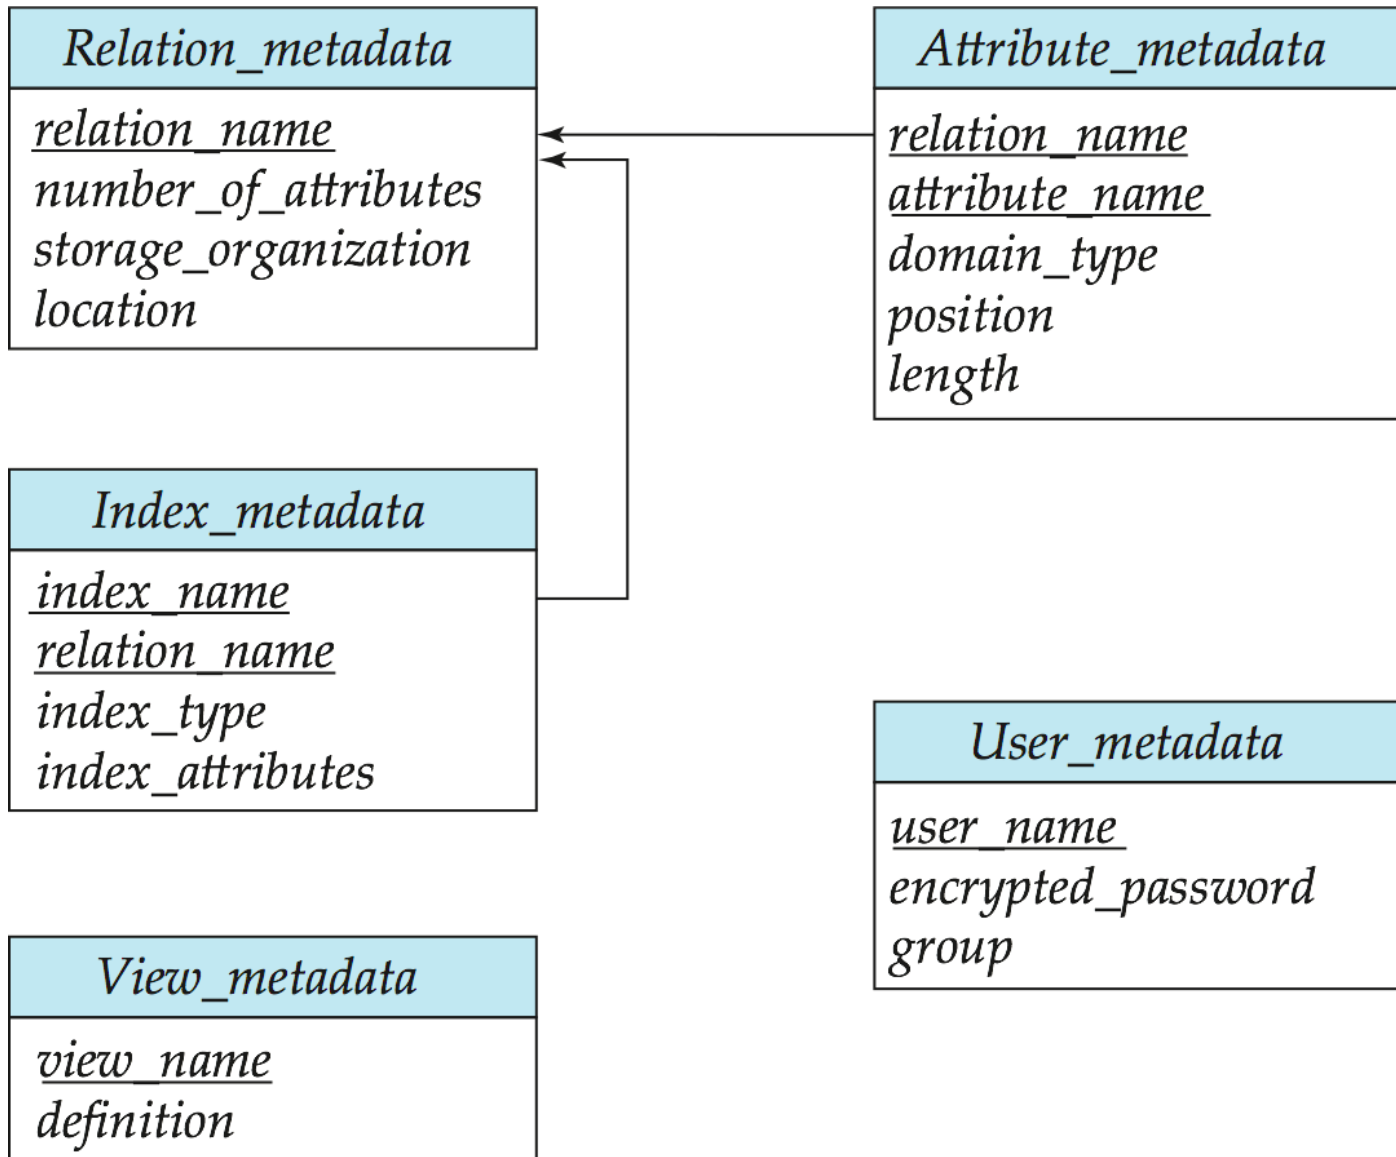 Relation_metadata
relation_name
number_of_attributes
storage_organization
location
Attribute_metadata
relation_name
attribute_name
domain_type
position
length
Index_metadata
index_name
relation_name
index_type
index_attributes
User_metadata
user_name
encrypted_password
group
View_metadata
view_name
definition